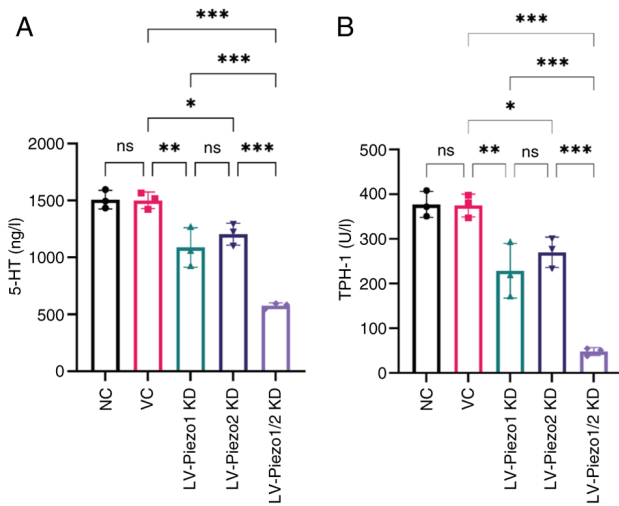 A
***
***
*
ns
**
ns
***
2000
1500
1000
500
0
5-HT (ng/l)
NC
VC
LV-Piezo1 KD
LV-Piezo2 KD
LV-Piezo1/2 KD
B
***
***
*
ns
**
ns
***
500
400
300
200
100
0
TPH-1 (U/l)
NC
VC
LV-Piezo1 KD
LV-Piezo2 KD
LV-Piezo1/2 KD